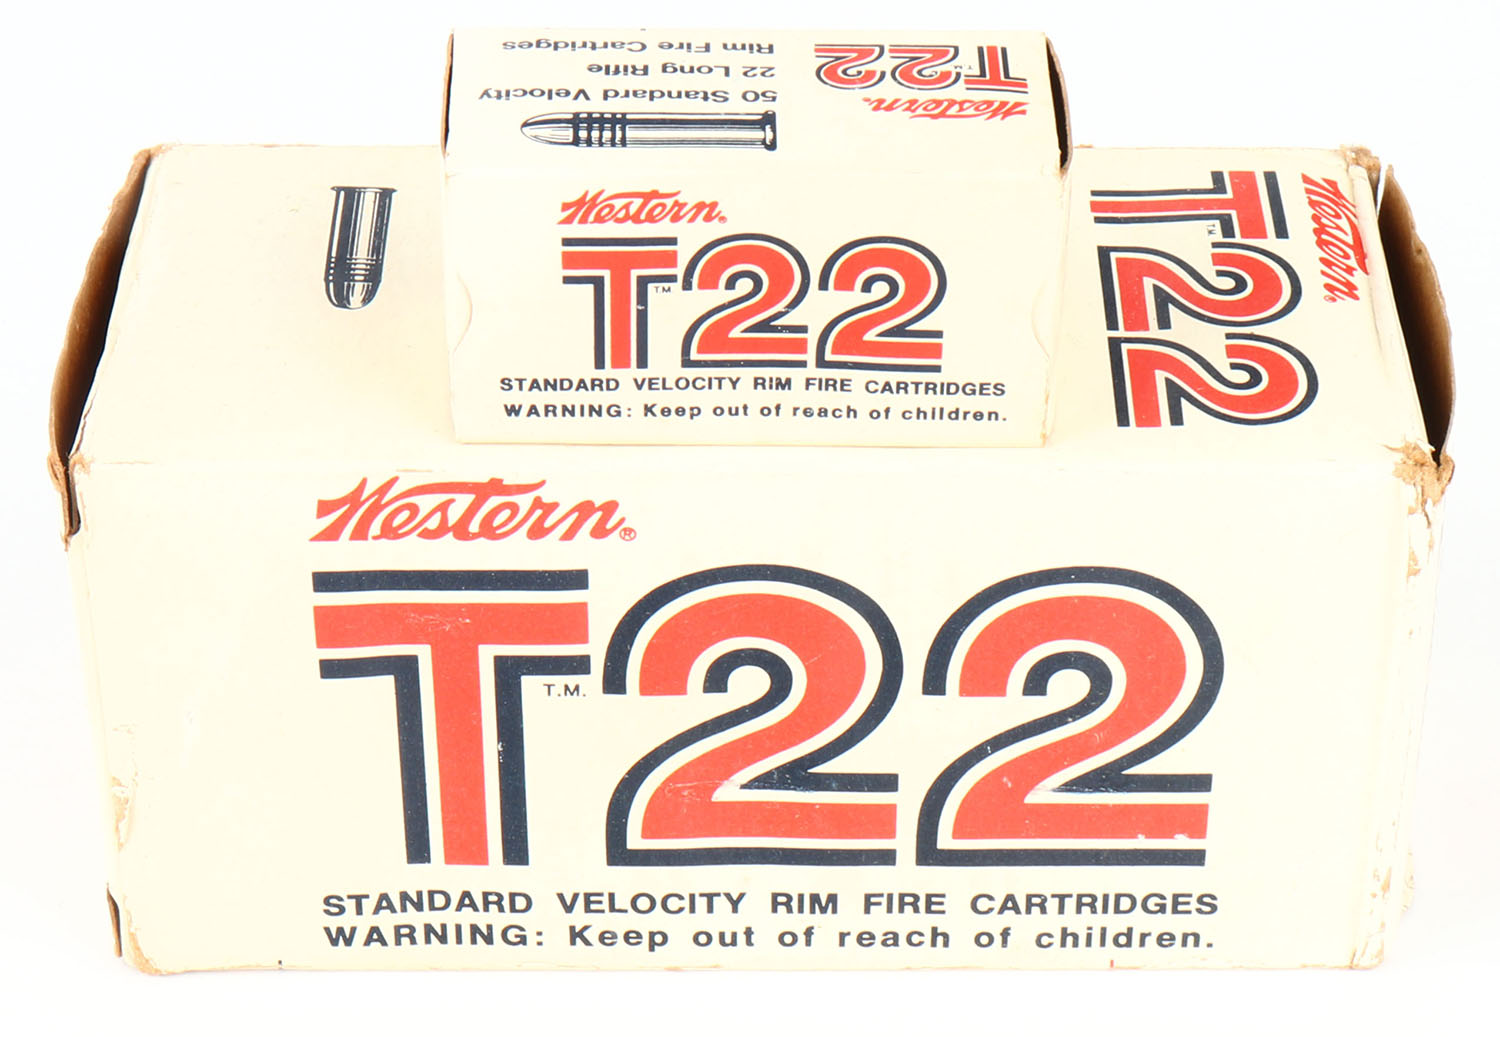 50 Standard Velocity
22 Long Rifle
Rim Fire Cartridges
Western
T22
T.M.
Western®
T22
T.M.
STANDARD VELOCITY RIM FIRE CARTRIDGES
WARNING: Keep out of reach of children.
Western®
T22
T.M.
Western®
T22
T.M.
STANDARD VELOCITY RIM FIRE CARTRIDGES
WARNING: Keep out of reach of children.